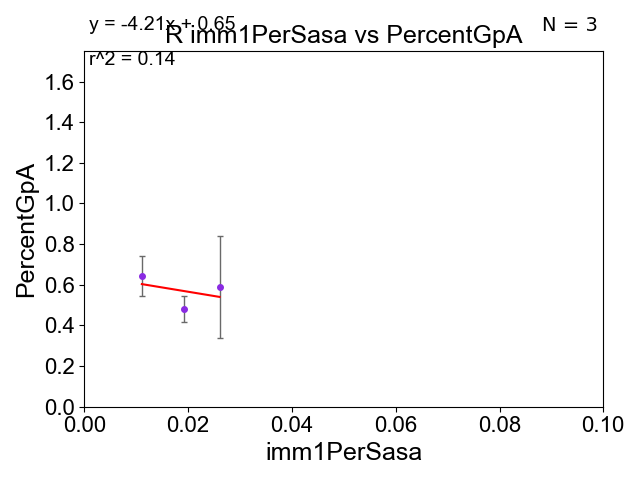 y = -4.21x + 0.65
N = 3
R imm1PerSasa vs PercentGpA
r^2 = 0.14
1.6
1.4
1.2
1.0
0.8
0.6
0.4
0.2
0.0
PercentGpA
0.00 0.02 0.04 0.06 0.08 0.10
imm1PerSasa